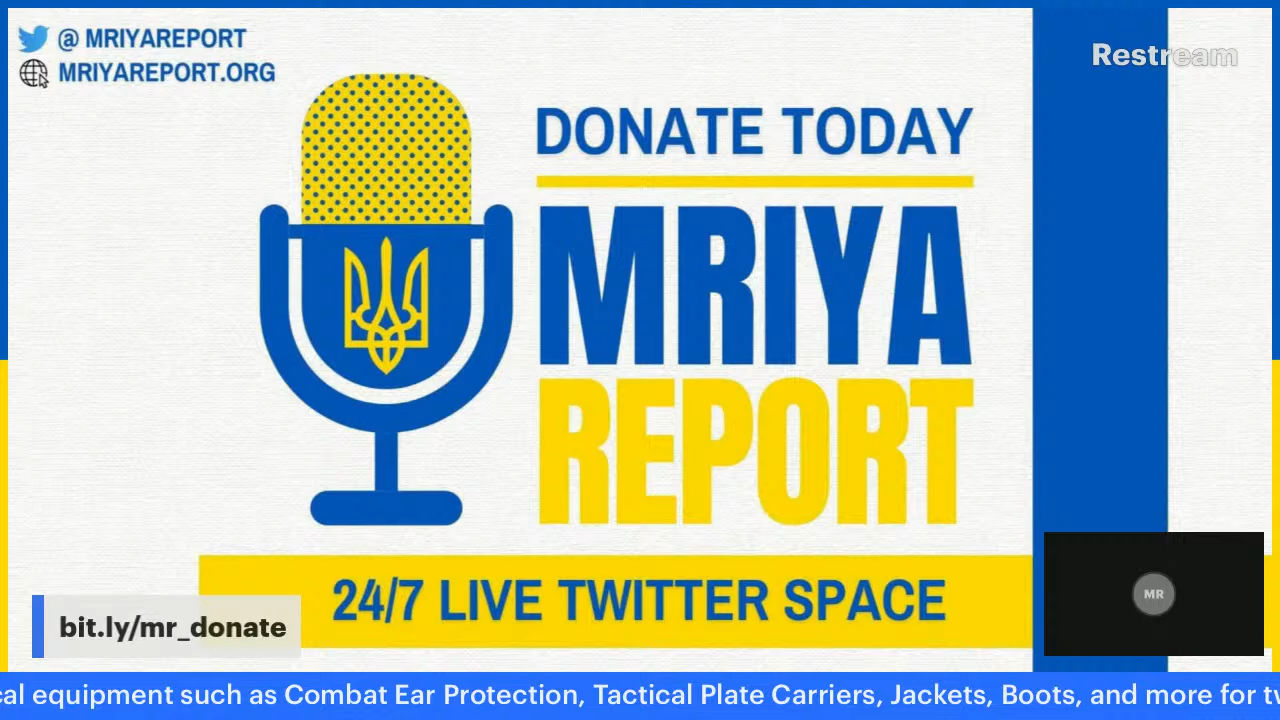 @ MRIYAREPORT
MRIYAREPORT.ORG
Restream
DONATE TODAY
MRIYA
REPORT
24/7 LIVE TWITTER SPACE
MR
bit.ly/mr_donate
equipment such as Combat Ear Protection, Tactical Plate Carriers, Jackets, Boots, and more for